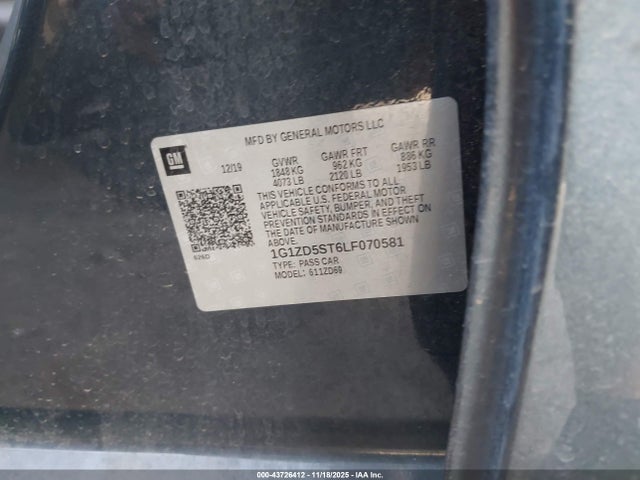 MFD BY GENERAL MOTORS LLC
GM
12/19 GVWR GAWR FRT GAWR RR
1848 KG 962 KG 886 KG
4073 LB 2120 LB 1953 LB
THIS VEHICLE CONFORMS TO ALL
APPLICABLE U.S. FEDERAL MOTOR
VEHICLE SAFETY, BUMPER, AND THEFT
PREVENTION STANDARDS IN EFFECT ON
THE DATE OF MANUFACTURE SHOWN
ABOVE.
626D
1G1ZD5ST6LF070581
TYPE: PASS CAR
MODEL: 611ZD69
000-43726412 - 11/18/2025 - IAA Inc.